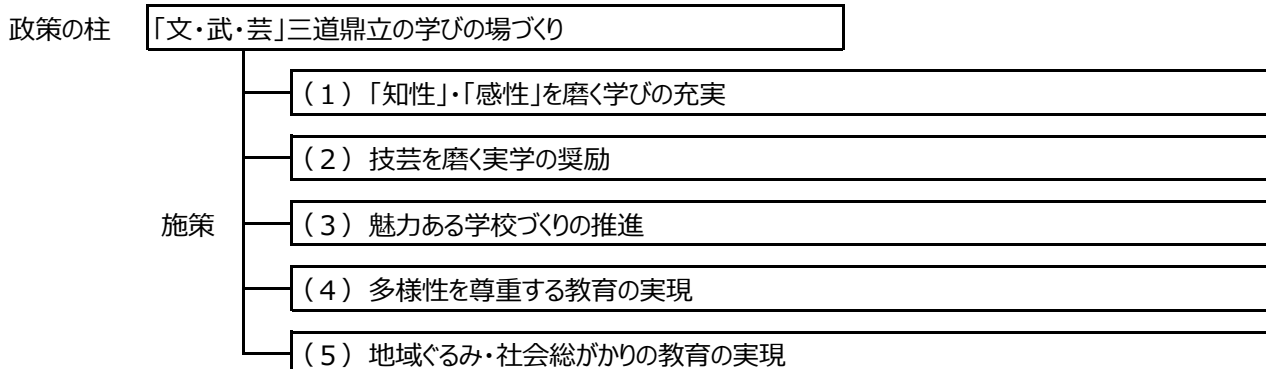 政策の柱 「文・武・芸」三道鼎立の学びの場づくり
（１）「知性」・「感性」を磨く学びの充実
（２）技芸を磨く実学の奨励
施策 （３）魅力ある学校づくりの推進
（４）多様性を尊重する教育の実現
（５）地域ぐるみ・社会総がかりの教育の実現